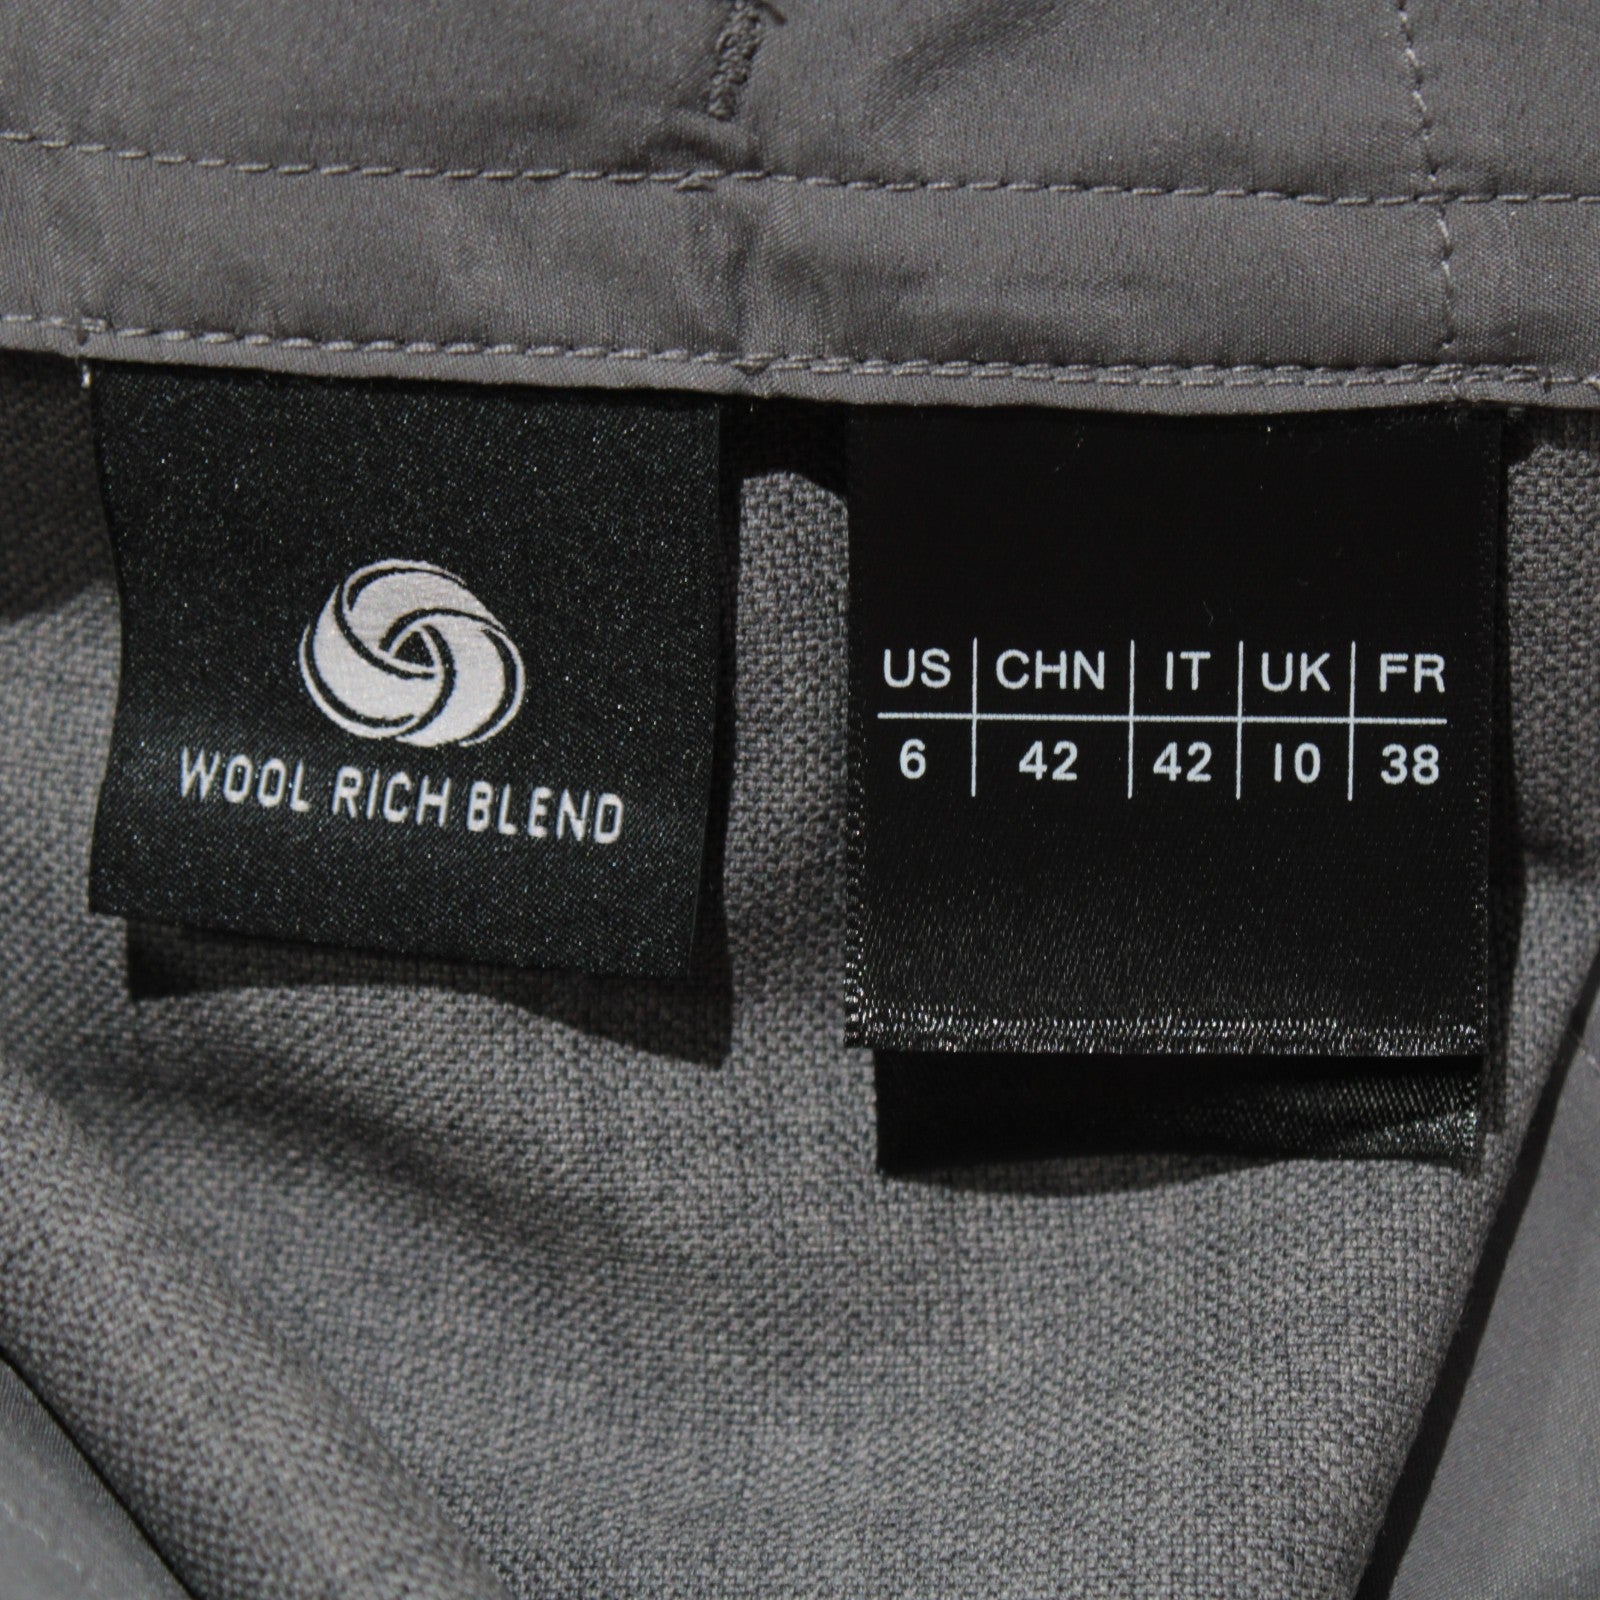 WOOL RICH BLEND
US CHN IT UK FR
6 42 42 10 38